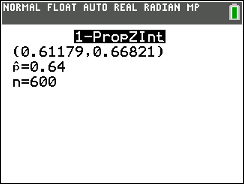 NORMAL FLOAT AUTO REAL RADIAN MP
1-PropZInt
(0.61179,0.66821)
p̂=0.64
n=600